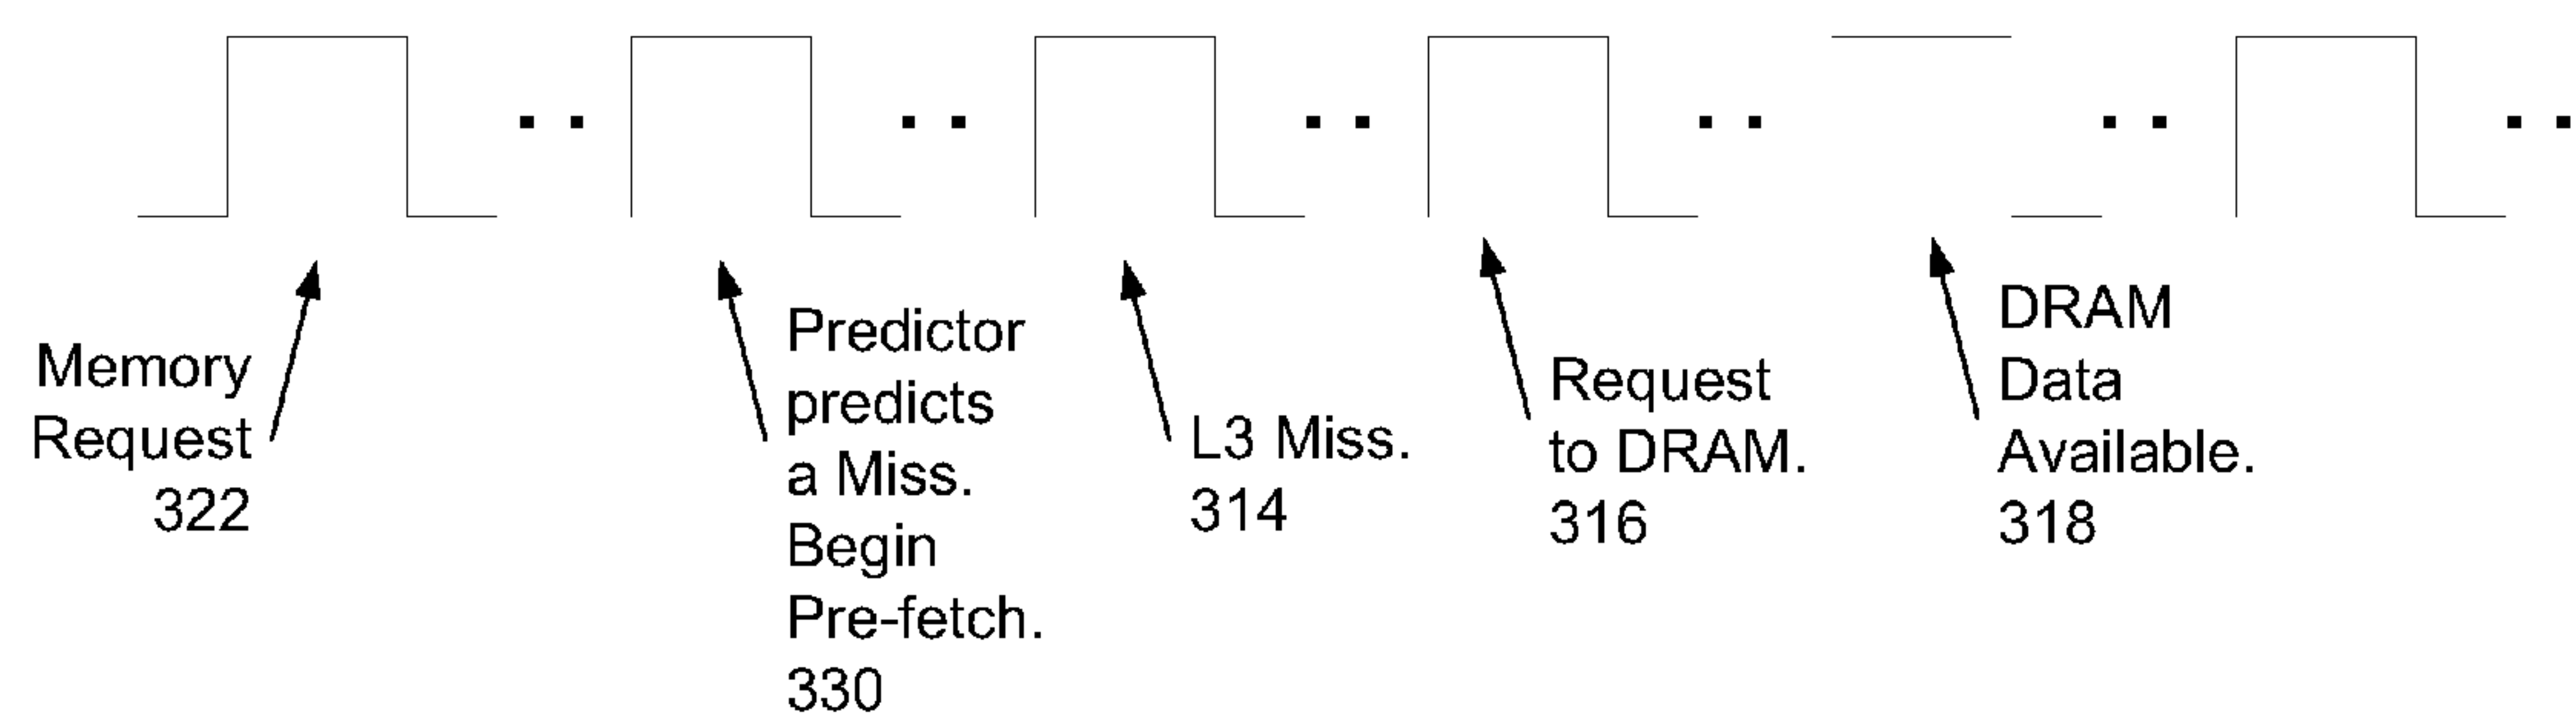 Memory
Request
322
Predictor
predicts
a Miss.
Begin
Pre-fetch.
330
L3 Miss.
314
Request
to DRAM.
316
DRAM
Data
Available.
318